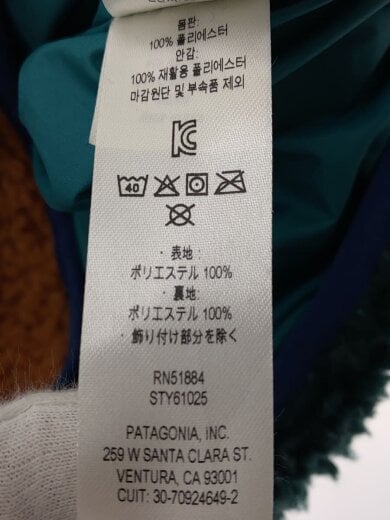 몸판:
100% 폴리에스터
안감:
100% 재활용 폴리에스터
마감원단 및 부속품 제외
40
・表地:
ポリエステル 100%
・裏地:
ポリエステル 100%
・飾り付け部分を除く
RN51884
STY61025
PATAGONIA, INC.
259 W SANTA CLARA ST.
VENTURA, CA 93001
CUIT: 30-70924649-2